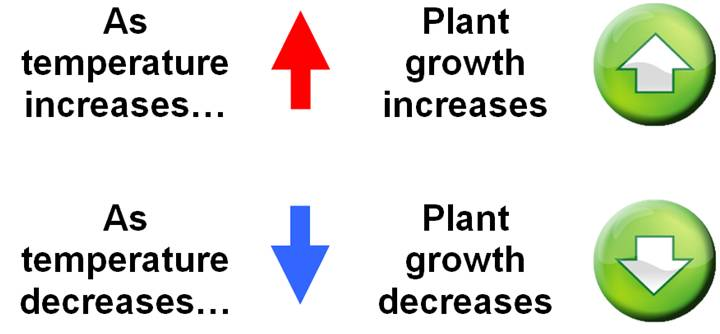 As
temperature
increases…
Plant
growth
increases
As
temperature
decreases…
Plant
growth
decreases